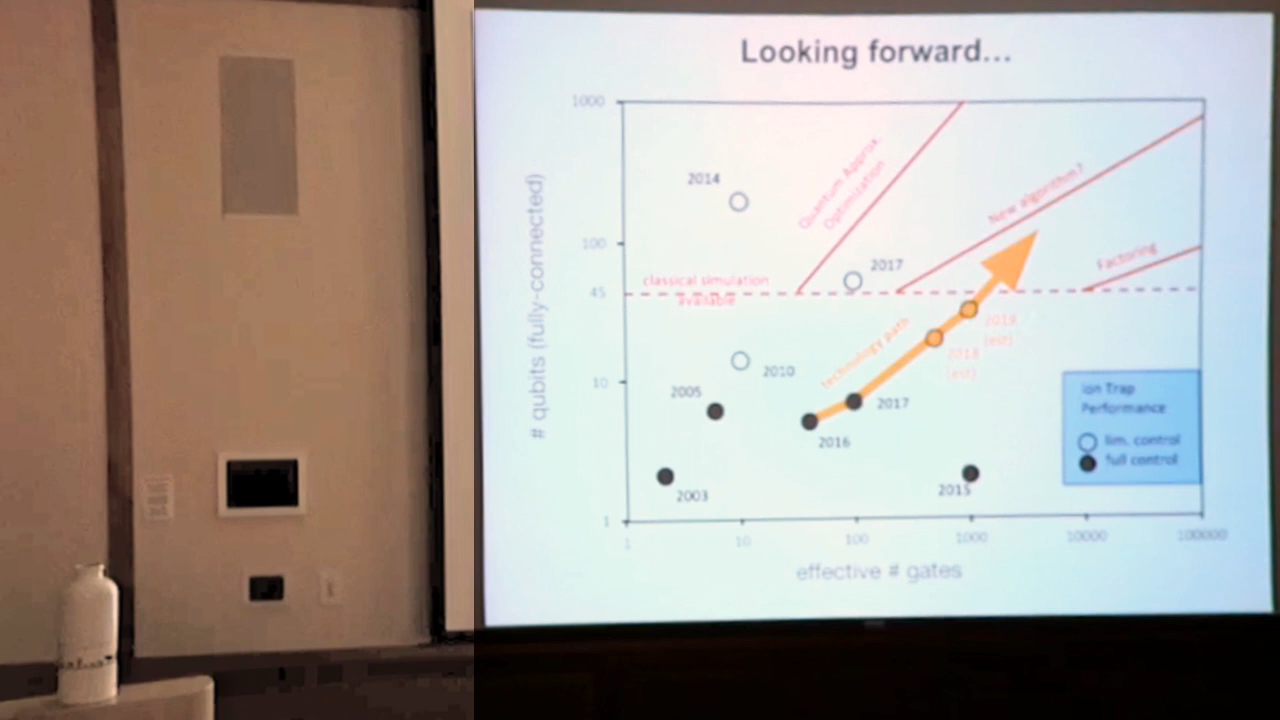 Looking forward...
1000
100
45
10
1
# qubits (fully-connected)
2014
Quantum Approx.
Optimization
New algorithm?
Factoring
2017
classical simulation
available
technology path
2019
(est)
2018
(est)
2010
2005
2017
2016
2003
2015
Ion Trap
Performance
lim. control
full control
1
10
100
1000
10000
100000
effective # gates